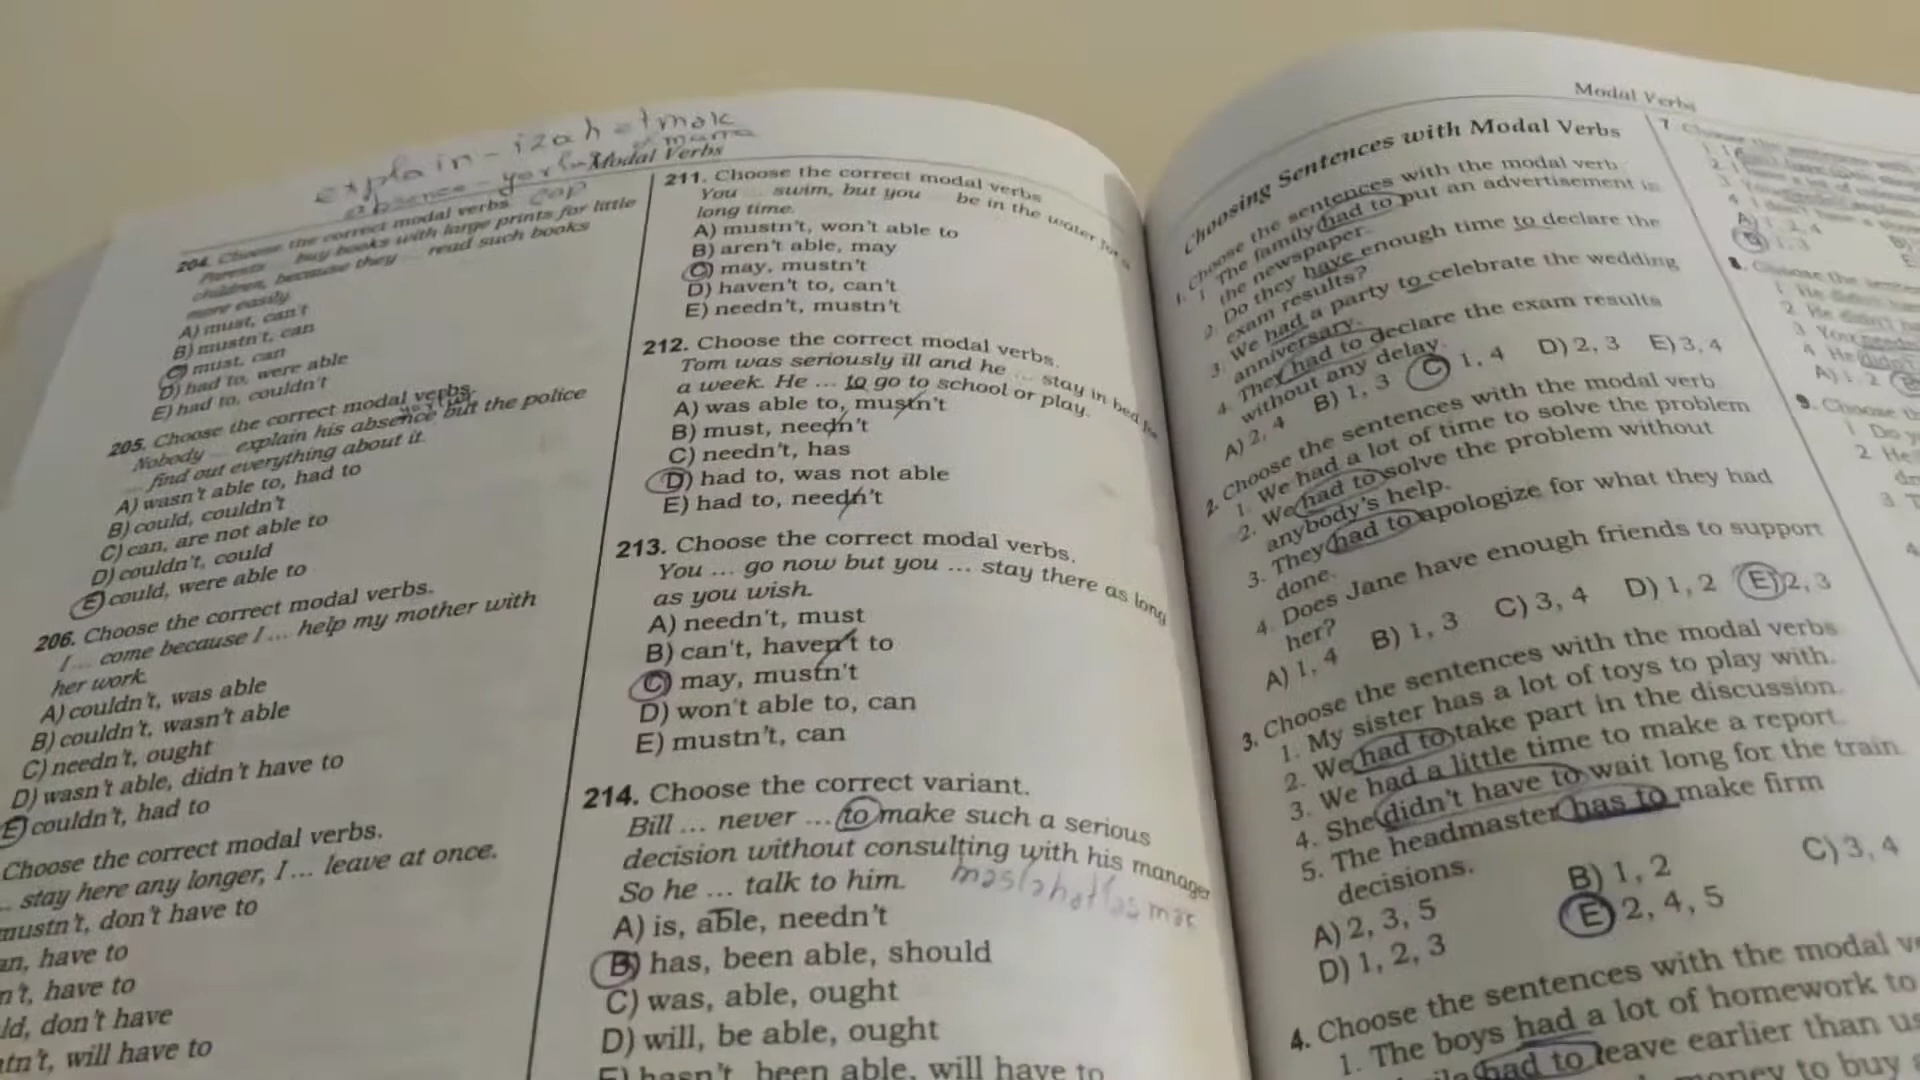 explain - izah etmək
Modal Verbs
204. Choose the correct modal verbs.
Parents ... buy books with large prints for little
children, because they ... read such books
more easily.
A) must, can't
B) mustn't, can
C) must, can
D) had to, were able
E) had to, couldn't
205. Choose the correct modal verbs.
Nobody ... explain his absence but the police
... find out everything about it.
A) wasn't able to, had to
B) could, couldn't
C) can, are not able to
D) couldn't, could
E) could, were able to
206. Choose the correct modal verbs.
I ... come because I ... help my mother with
her work.
A) couldn't, was able
B) couldn't, wasn't able
C) needn't, ought
D) wasn't able, didn't have to
E) couldn't, had to
Choose the correct modal verbs.
... stay here any longer, I ... leave at once.
mustn't, don't have to
have to
have to
don't have
will have to
211. Choose the correct modal verbs.
You ... swim, but you ... be in the water for a
long time.
A) mustn't, won't able to
B) aren't able, may
C) may, mustn't
D) haven't to, can't
E) needn't, mustn't
212. Choose the correct modal verbs.
Tom was seriously ill and he ... stay in bed for
a week. He ... to go to school or play.
A) was able to, mustn't
B) must, needn't
C) needn't, has
D) had to, was not able
E) had to, needn't
213. Choose the correct modal verbs.
You ... go now but you ... stay there as long
as you wish.
A) needn't, must
B) can't, haven't to
C) may, mustn't
D) won't able to, can
E) mustn't, can
214. Choose the correct variant.
Bill ... never ... to make such a serious
decision without consulting with his manager
So he ... talk to him.
A) is, able, needn't
B) has, been able, should
C) was, able, ought
D) will, be able, ought
E) hasn't, been able, will have to
Modal Verbs
Choosing Sentences with Modal Verbs
1. Choose the sentences with the modal verb
1. The family had to put an advertisement in
the newspaper.
2. Do they have enough time to declare the
exam results?
3. We had a party to celebrate the wedding
anniversary.
4. They had to declare the exam results
without any delay.
A) 2, 4 B) 1, 3 C) 1, 4 D) 2, 3 E) 3, 4
2. Choose the sentences with the modal verb
1. We had a lot of time to solve the problem
2. We had to solve the problem without
anybody's help.
3. They had to apologize for what they had
done.
4. Does Jane have enough friends to support
her?
A) 1, 4 B) 1, 3 C) 3, 4 D) 1, 2 E) 2, 3
3. Choose the sentences with the modal verbs
1. My sister has a lot of toys to play with.
2. We had to take part in the discussion.
3. We had a little time to make a report.
4. She didn't have to wait long for the train.
5. The headmaster has to make firm
decisions.
A) 2, 3, 5 B) 1, 2 C) 3, 4
D) 1, 2, 3 E) 2, 4, 5
4. Choose the sentences with the modal
1. The boys had a lot of homework to
had to leave earlier than
money to buy
7
8. Choose the
9. Choose